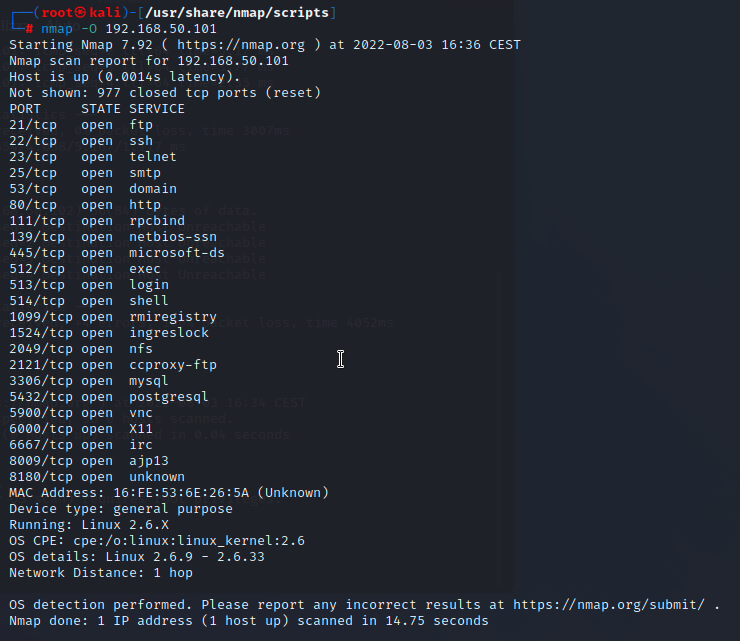 ┌──(root㉿kali)-[/usr/share/nmap/scripts]
└─# nmap -O 192.168.50.101
Starting Nmap 7.92 ( https://nmap.org ) at 2022-08-03 16:36 CEST
Nmap scan report for 192.168.50.101
Host is up (0.0014s latency).
Not shown: 977 closed tcp ports (reset)
PORT     STATE SERVICE
21/tcp   open  ftp
22/tcp   open  ssh
23/tcp   open  telnet
25/tcp   open  smtp
53/tcp   open  domain
80/tcp   open  http
111/tcp  open  rpcbind
139/tcp  open  netbios-ssn
445/tcp  open  microsoft-ds
512/tcp  open  exec
513/tcp  open  login
514/tcp  open  shell
1099/tcp open  rmiregistry
1524/tcp open  ingreslock
2049/tcp open  nfs
2121/tcp open  ccproxy-ftp
3306/tcp open  mysql
5432/tcp open  postgresql
5900/tcp open  vnc
6000/tcp open  X11
6667/tcp open  irc
8009/tcp open  ajp13
8180/tcp open  unknown
MAC Address: 16:FE:53:6E:26:5A (Unknown)
Device type: general purpose
Running: Linux 2.6.X
OS CPE: cpe:/o:linux:linux_kernel:2.6
OS details: Linux 2.6.9 - 2.6.33
Network Distance: 1 hop

OS detection performed. Please report any incorrect results at https://nmap.org/submit/ .
Nmap done: 1 IP address (1 host up) scanned in 14.75 seconds